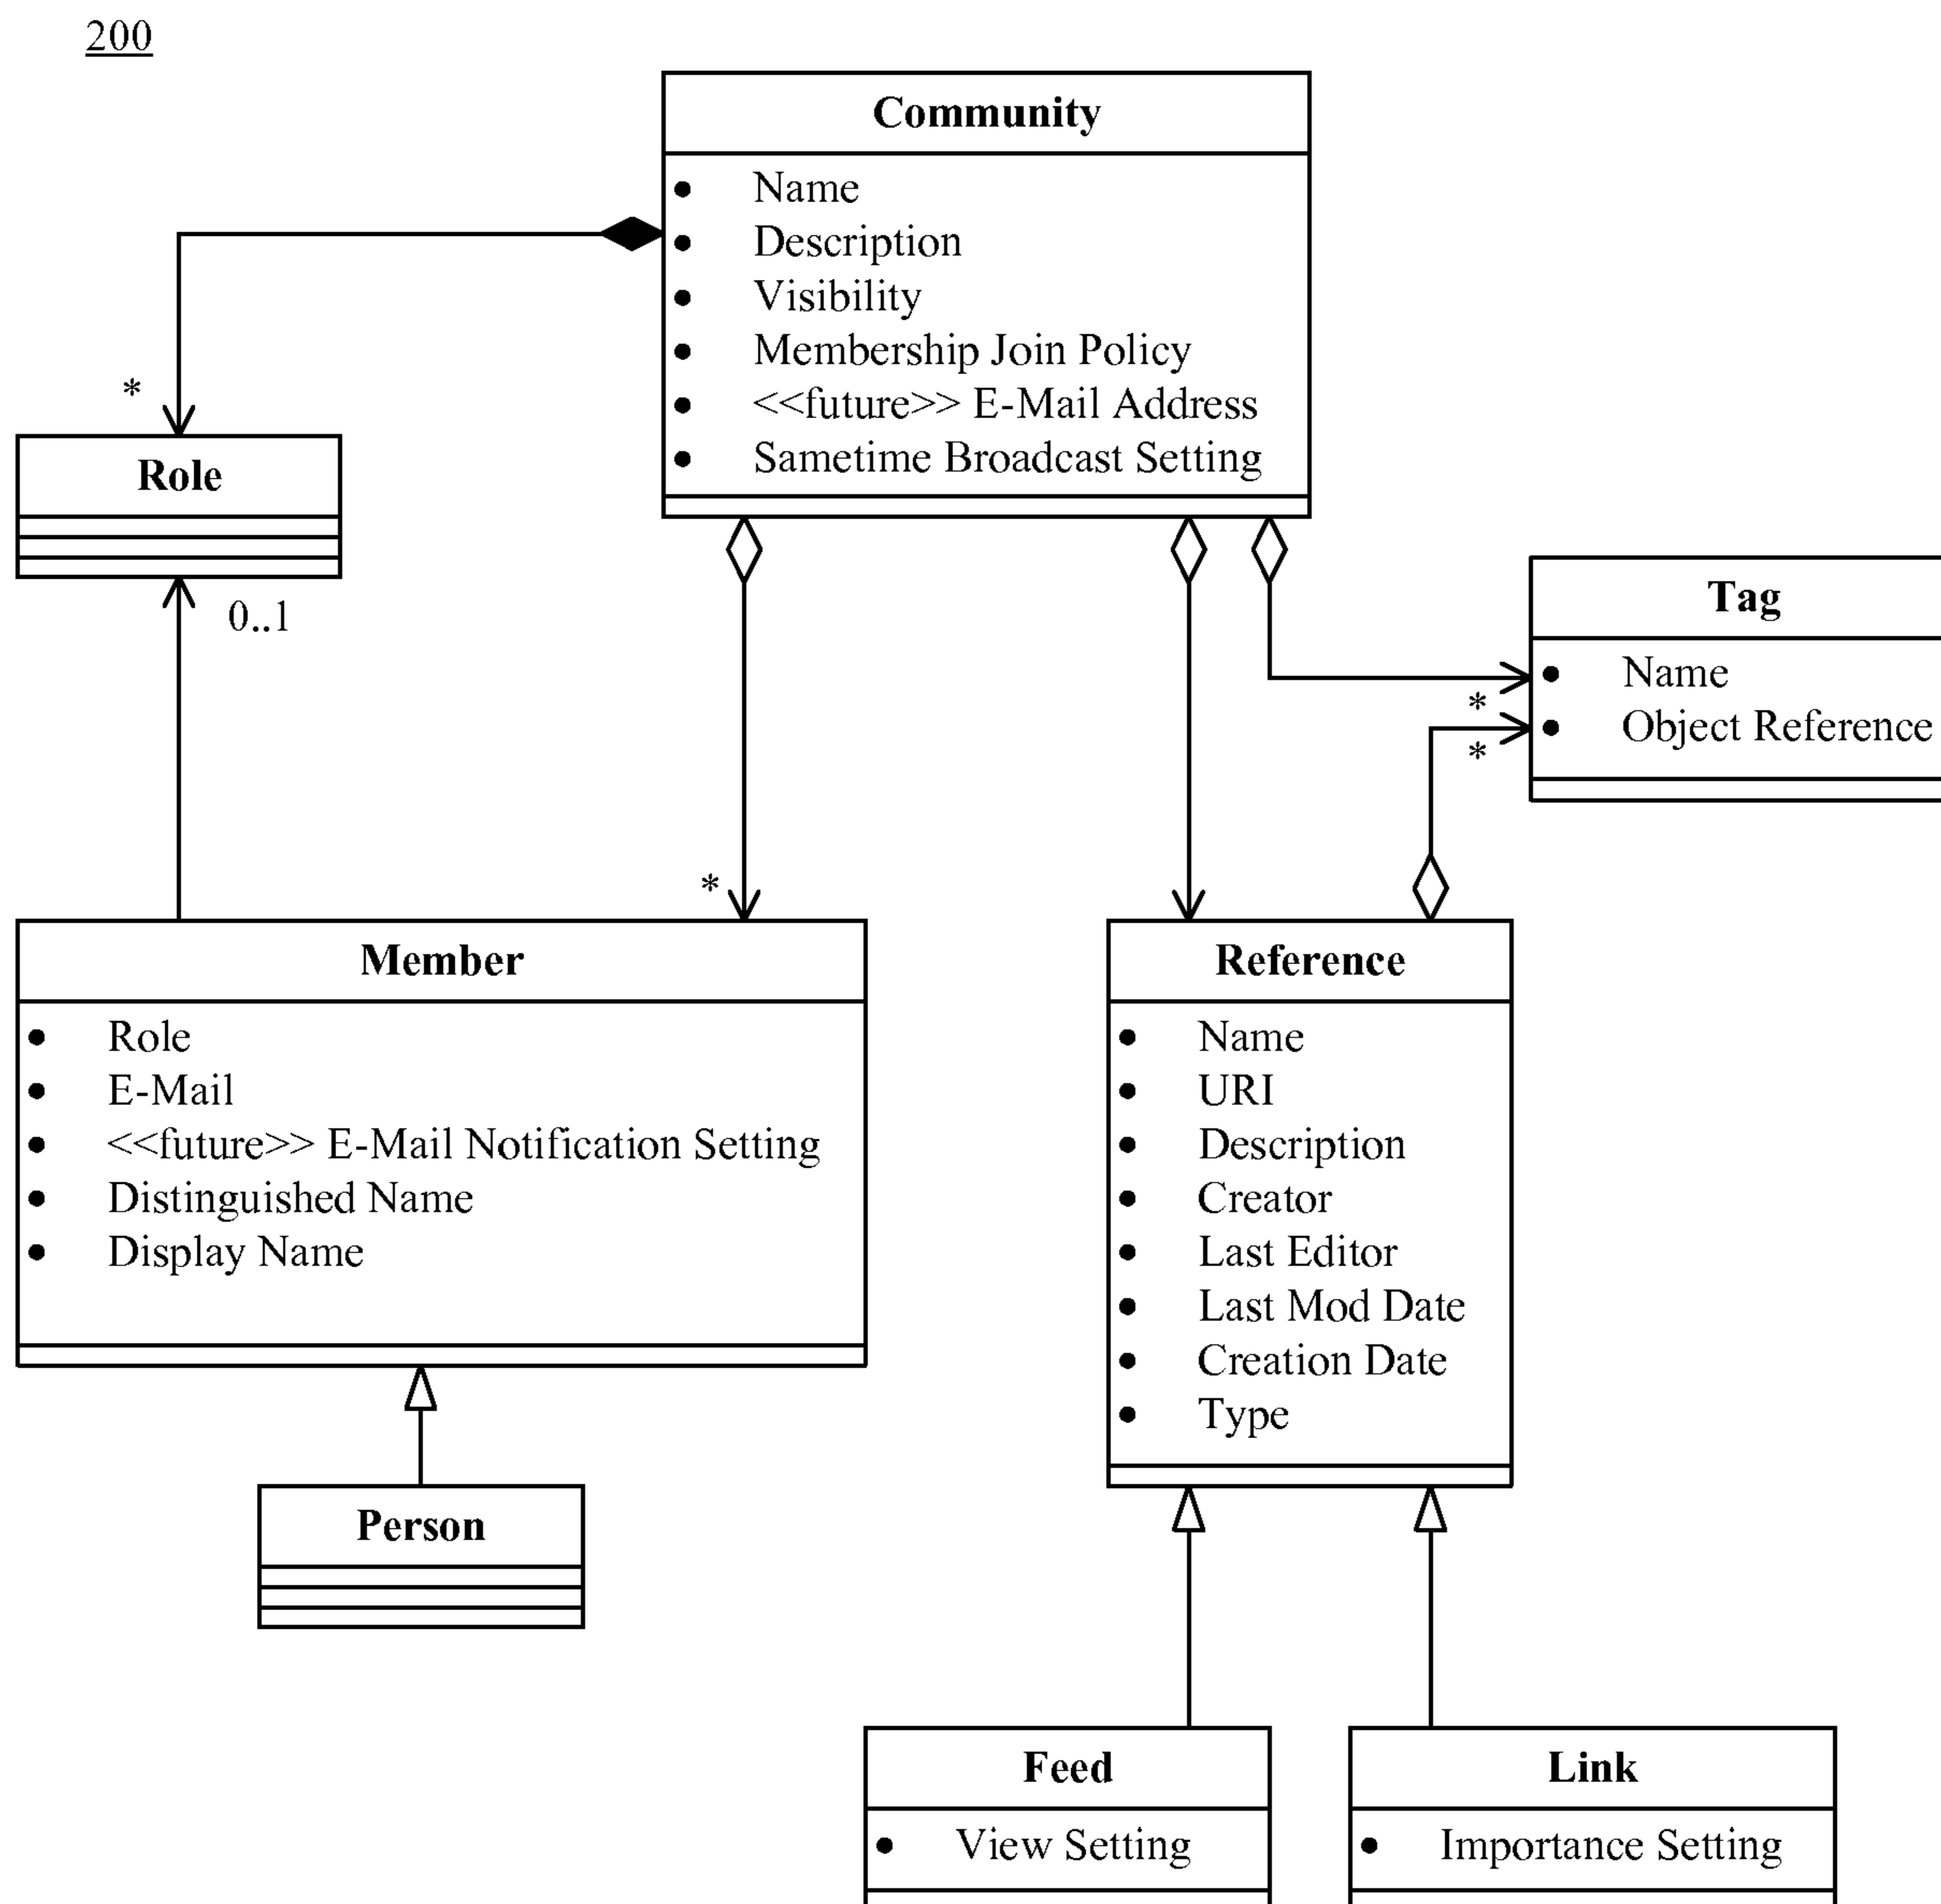 200
Community
• Name
• Description
• Visibility
• Membership Join Policy
• <<future>> E-Mail Address
• Sametime Broadcast Setting
*
Role
0..1
Tag
• Name
• Object Reference
*
*
*
Member
• Role
• E-Mail
• <<future>> E-Mail Notification Setting
• Distinguished Name
• Display Name
Reference
• Name
• URI
• Description
• Creator
• Last Editor
• Last Mod Date
• Creation Date
• Type
Person
Feed
• View Setting
Link
• Importance Setting